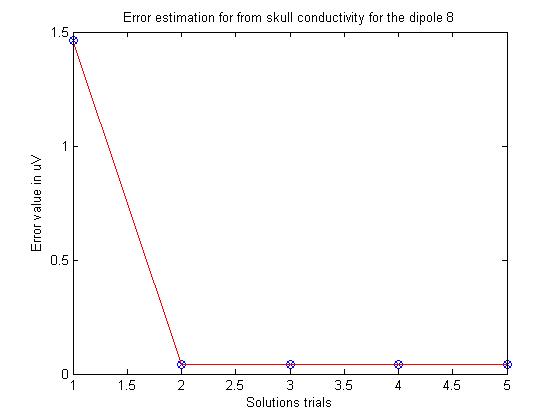 Error estimation for from skull conductivity for the dipole 8
1.5
1
0.5
0
Error value in uV
1 1.5 2 2.5 3 3.5 4 4.5 5
Solutions trials